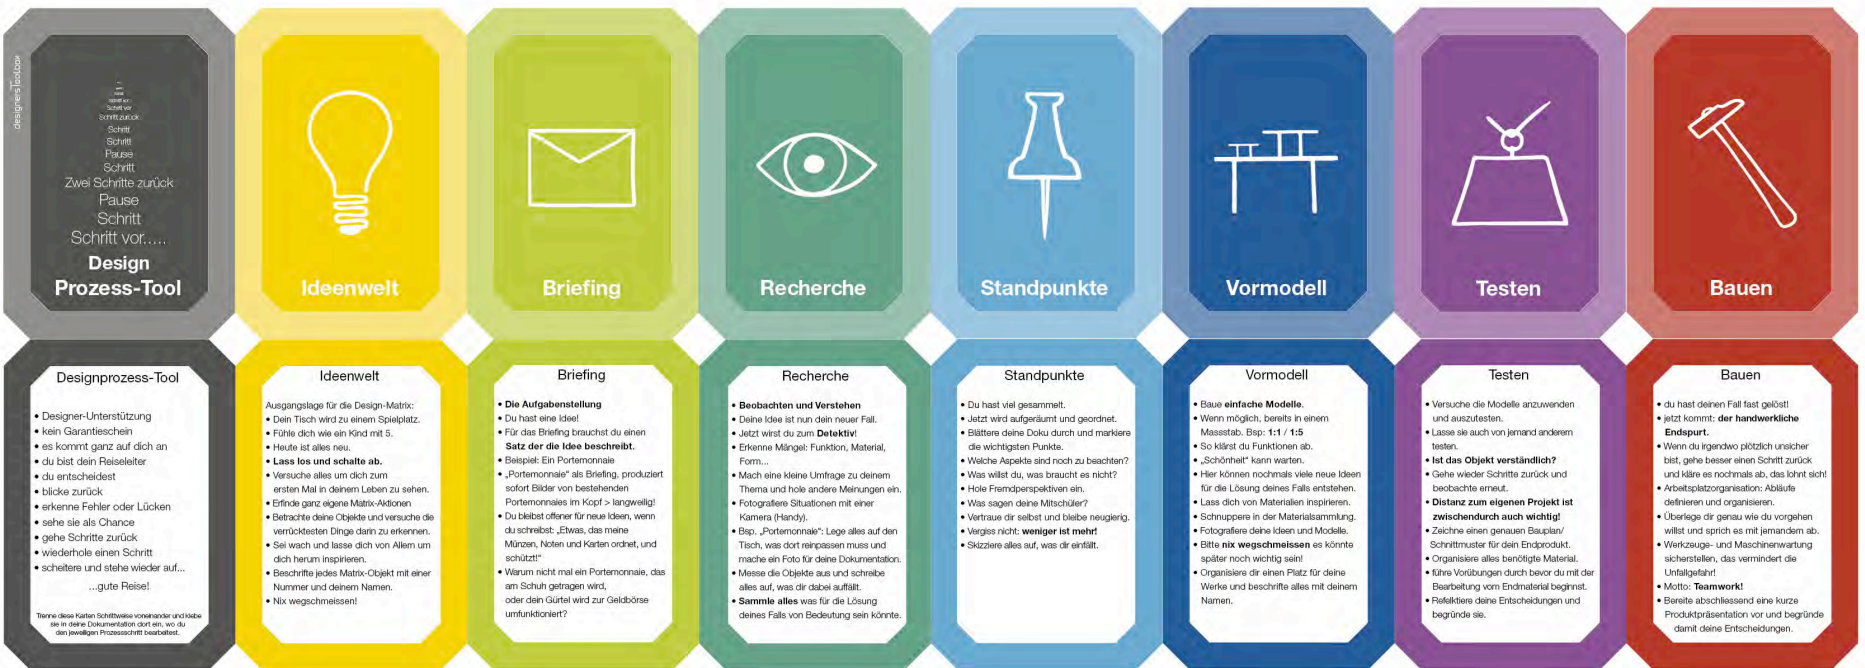 designersToolbox
Schritt vor
Schritt zurück
Schritt
Schritt
Pause
Schritt
Zwei Schritte zurück
Pause
Schritt
Schritt vor.....
Design
Prozess-Tool
Ideenwelt
Briefing
Recherche
Standpunkte
Vormodell
Testen
Bauen
Designprozess-Tool
• Designer-Unterstützung
• kein Garantieschein
• es kommt ganz auf dich an
• du bist dein Reiseleiter
• du entscheidest
• blicke zurück
• erkenne Fehler oder Lücken
• sehe sie als Chance
• gehe Schritte zurück
• wiederhole einen Schritt
• scheitere und stehe wieder auf...
...gute Reise!
Trenne diese Karten Schrittweise voneinander und klebe
sie in deine Dokumentation dort ein, wo du
den jeweiligen Prozessschritt bearbeitest.
Ideenwelt
Ausgangslage für die Design-Matrix:
• Dein Tisch wird zu einem Spielplatz.
• Fühle dich wie ein Kind mit 5.
• Heute ist alles neu.
• Lass los und schalte ab.
• Versuche alles um dich zum
ersten Mal in deinem Leben zu sehen.
• Erfinde ganz eigene Matrix-Aktionen
• Betrachte deine Objekte und versuche die
verrücktesten Dinge darin zu erkennen.
• Sei wach und lasse dich von Allem um
dich herum inspirieren.
• Beschrifte jedes Matrix-Objekt mit einer
Nummer und deinem Namen.
• Nix wegschmeissen!
Briefing
• Die Aufgabenstellung
• Du hast eine Idee!
• Für das Briefing brauchst du einen
Satz der die Idee beschreibt.
• Beispiel: Ein Portemonnaie
• „Portemonnaie“ als Briefing, produziert
sofort Bilder von bestehenden
Portemonnaies im Kopf > langweilig!
• Du bleibst offener für neue Ideen, wenn
du schreibst: „Etwas, das meine
Münzen, Noten und Karten ordnet, und
schützt!“
• Warum nicht mal ein Portemonnaie, das
am Schuh getragen wird,
oder dein Gürtel wird zur Geldbörse
umfunktioniert?
Recherche
• Beobachten und Verstehen
• Deine Idee ist nun dein neuer Fall.
• Jetzt wirst du zum Detektiv!
• Erkenne Mängel: Funktion, Material,
Form...
• Mach eine kleine Umfrage zu deinem
Thema und hole andere Meinungen ein.
• Fotografiere Situationen mit einer
Kamera (Handy).
• Bsp. „Portemonnaie“: Lege alles auf den
Tisch, was dort reinpassen muss und
mache ein Foto für deine Dokumentation.
• Messe die Objekte aus und schreibe
alles auf, was dir dabei auffällt.
• Sammle alles was für die Lösung
deines Falls von Bedeutung sein könnte.
Standpunkte
• Du hast viel gesammelt.
• Jetzt wird aufgeräumt und geordnet.
• Blättere deine Doku durch und markiere
die wichtigsten Punkte.
• Welche Aspekte sind noch zu beachten?
• Was willst du, was braucht es nicht?
• Hole Fremdperspektiven ein.
• Was sagen deine Mitschüler?
• Vertraue dir selbst und bleibe neugierig.
• Vergiss nicht: weniger ist mehr!
• Skizziere alles auf, was dir einfällt.
Vormodell
• Baue einfache Modelle.
• Wenn möglich, bereits in einem
Massstab. Bsp: 1:1 / 1:5
• So klärst du Funktionen ab.
• „Schönheit“ kann warten.
• Hier können nochmals viele neue Ideen
für die Lösung deines Falls entstehen.
• Lass dich von Materialien inspirieren.
• Schnuppere in der Materialsammlung.
• Fotografiere deine Ideen und Modelle.
• Bitte nix wegschmeissen es könnte
später noch wichtig sein!
• Organisiere dir einen Platz für deine
Werke und beschrifte alles mit deinem
Namen.
Testen
• Versuche die Modelle anzuwenden
und auszutesten.
• Lasse sie auch von jemand anderem
testen.
• Ist das Objekt verständlich?
• Gehe wieder Schritte zurück und
beobachte erneut.
• Distanz zum eigenen Projekt ist
zwischendurch auch wichtig!
• Zeichne einen genauen Bauplan/
Schnittmuster für dein Endprodukt.
• Organisiere alles benötigte Material.
• führe Vorübungen durch bevor du mit der
Bearbeitung vom Endmaterial beginnst.
• Refelktiere deine Entscheidungen und
begründe sie.
Bauen
• du hast deinen Fall fast gelöst!
• jetzt kommt: der handwerkliche
Endspurt.
• Wenn du irgendwo plötzlich unsicher
bist, gehe besser einen Schritt zurück
und kläre es nochmals ab, das lohnt sich!
• Arbeitsplatzorganisation: Abläufe
definieren und organisieren.
• Überlege dir genau wie du vorgehen
willst und sprich es mit jemandem ab.
• Werkzeuge- und Maschinenwartung
sicherstellen, das vermindert die
Unfallgefahr!
• Motto: Teamwork!
• Bereite abschliessend eine kurze
Produktpräsentation vor und begründe
damit deine Entscheidungen.